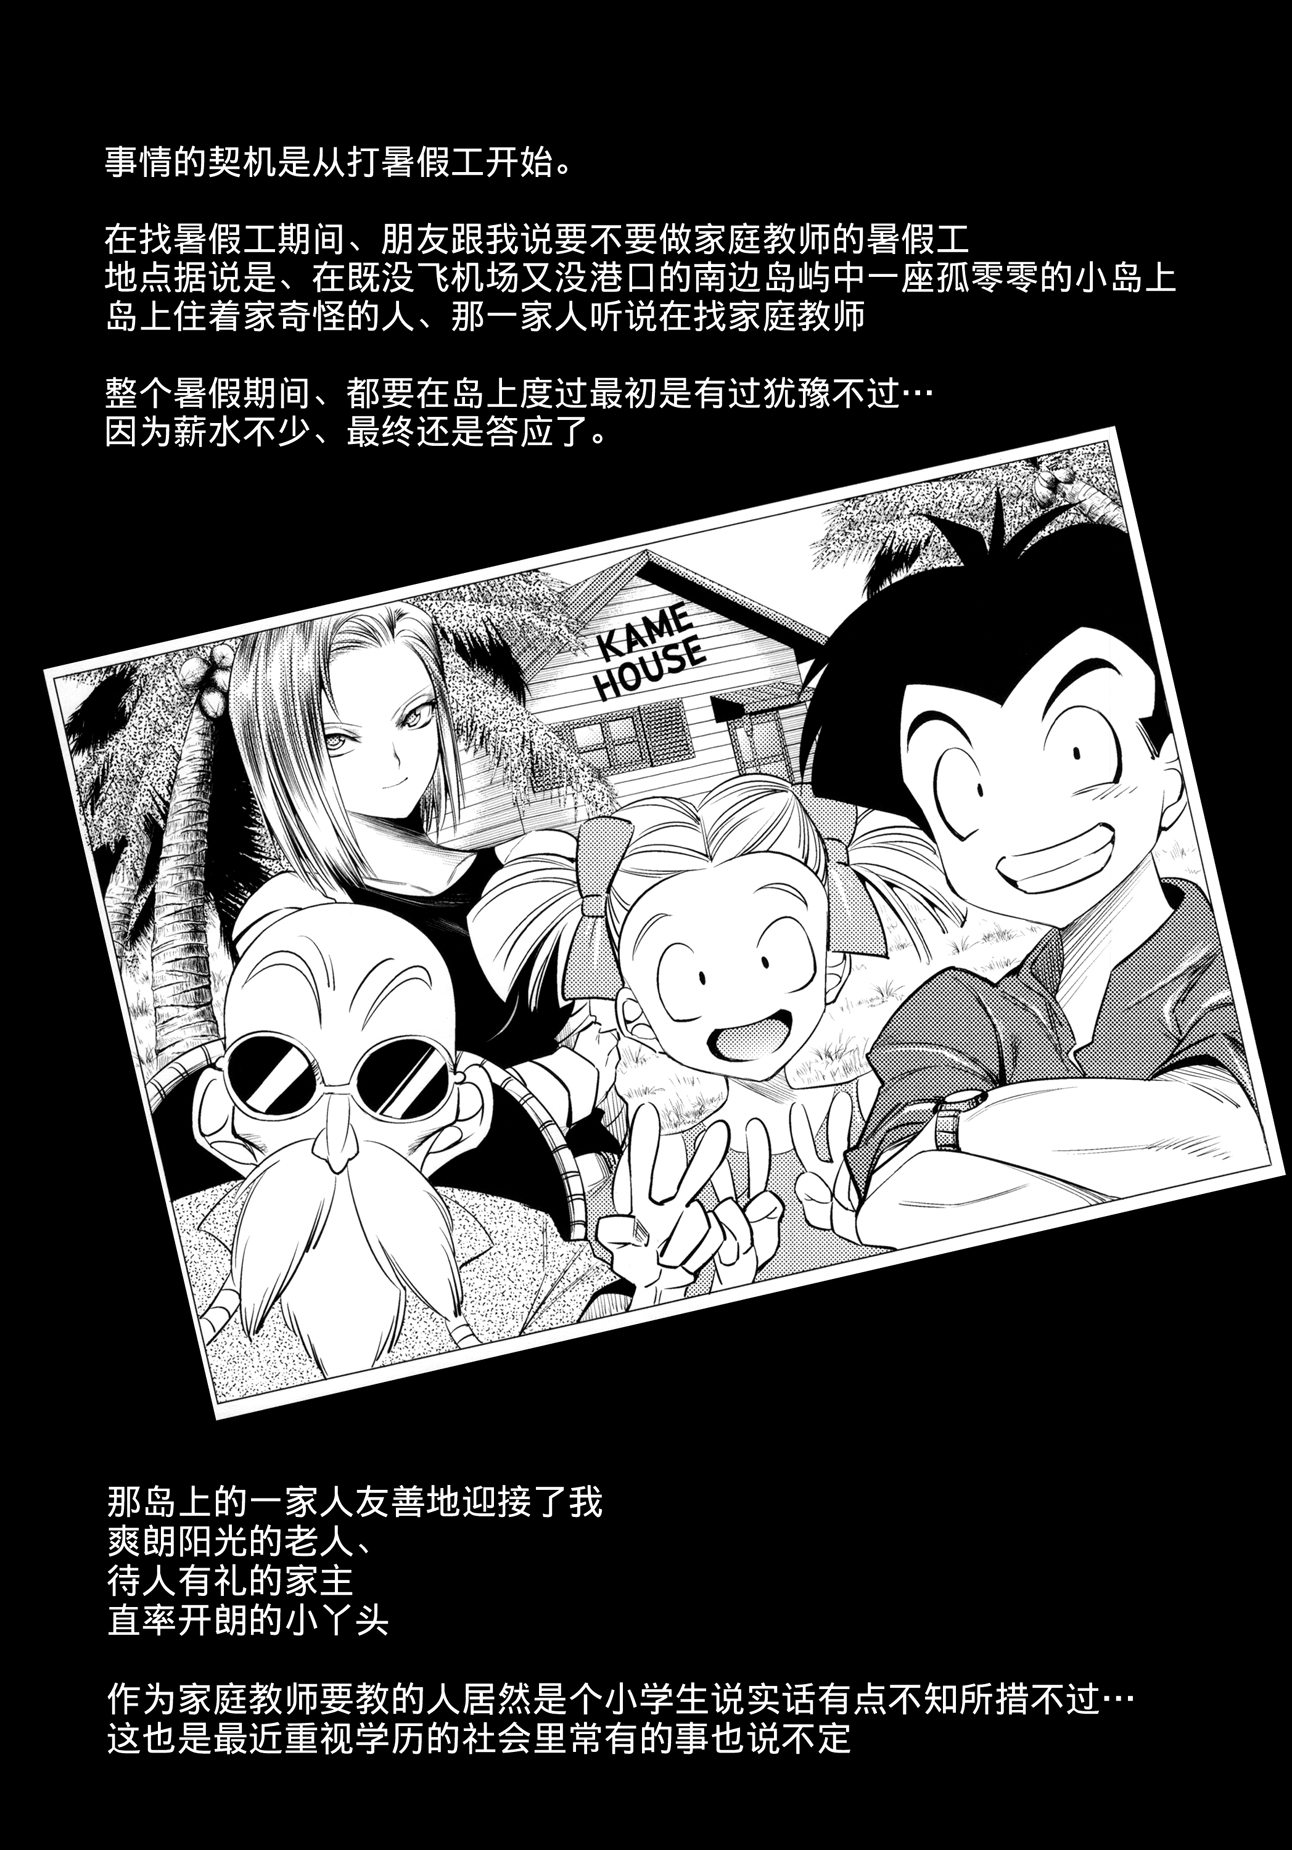 事情的契机是从打暑假工开始。
在找暑假工期间、朋友跟我说要不要做家庭教师的暑假工
地点据说是、在既没飞机场又没港口的南边岛屿中一座孤零零的小岛上
岛上住着家奇怪的人、那一家人听说在找家庭教师
整个暑假期间、都要在岛上度过最初是有过犹豫不过…
因为薪水不少、最终还是答应了。
KAME
HOUSE
那岛上的一家人友善地迎接了我
爽朗阳光的老人、
待人有礼的家主
直率开朗的小丫头
作为家庭教师要教的人居然是个小学生说实话有点不知所措不过…
这也是最近重视学历的社会里常有的事也说不定